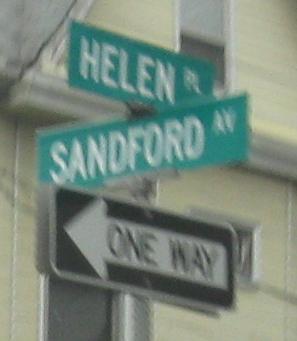 HELEN PL
SANDFORD AV
ONE WAY